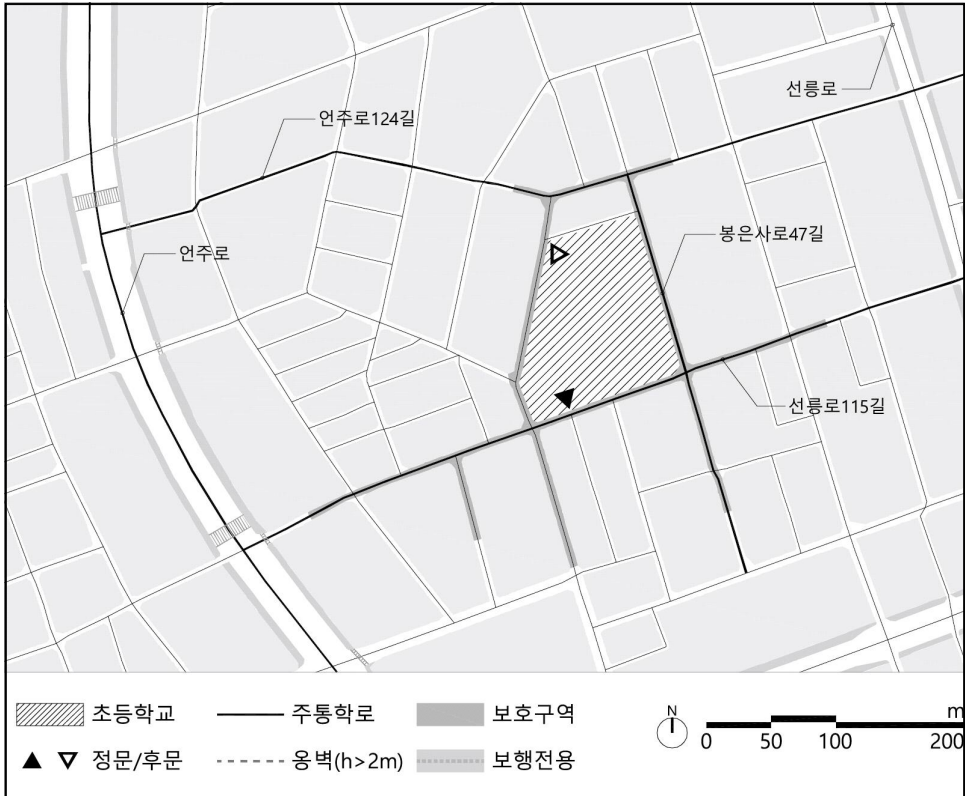 선릉로
언주로124길
봉은사로47길
언주로
선릉로115길
초등학교 주통학로 보호구역
정문/후문 옹벽(h>2m) 보행전용
N
m
0 50 100 200